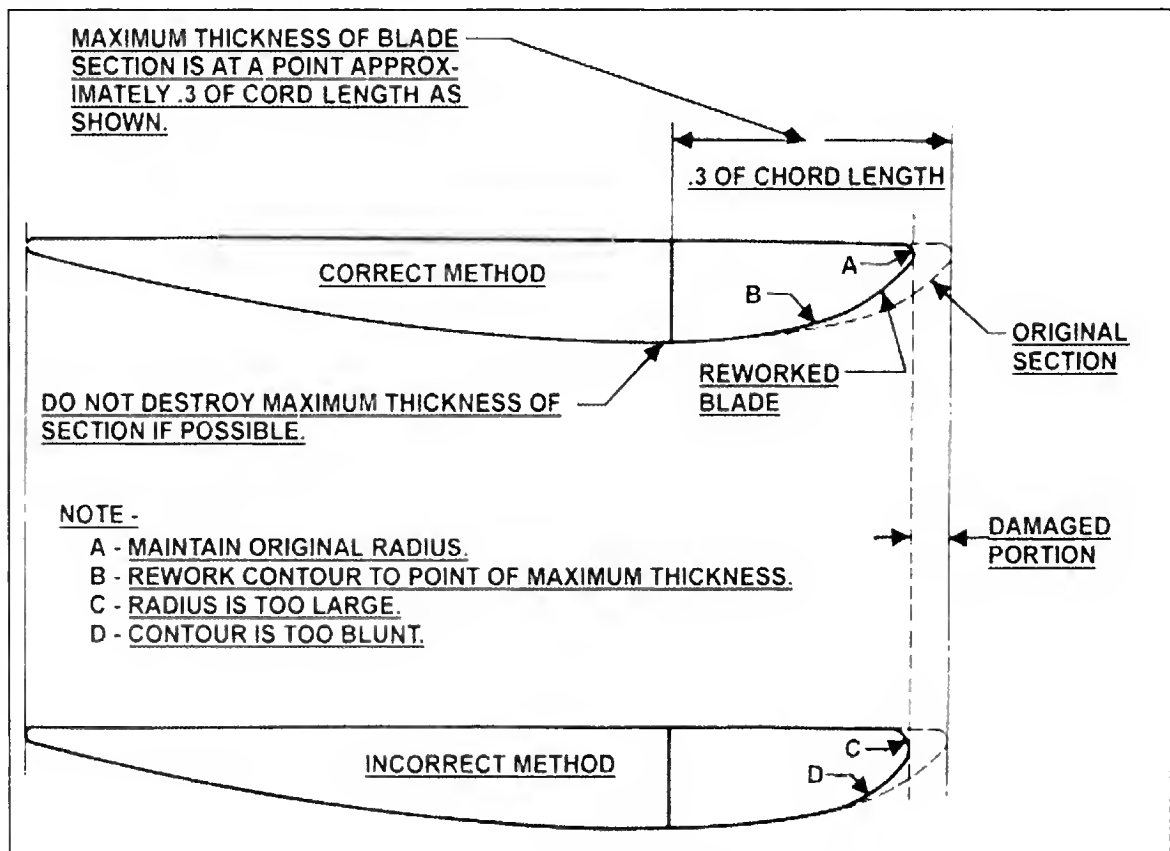 MAXIMUM THICKNESS OF BLADE
SECTION IS AT A POINT APPROX-
IMATELY .3 OF CORD LENGTH AS
SHOWN.
.3 OF CHORD LENGTH
CORRECT METHOD
A
B
ORIGINAL
SECTION
REWORKED
BLADE
DO NOT DESTROY MAXIMUM THICKNESS OF
SECTION IF POSSIBLE.
NOTE -
A - MAINTAIN ORIGINAL RADIUS.
B - REWORK CONTOUR TO POINT OF MAXIMUM THICKNESS.
C - RADIUS IS TOO LARGE.
D - CONTOUR IS TOO BLUNT.
DAMAGED
PORTION
INCORRECT METHOD
C
D